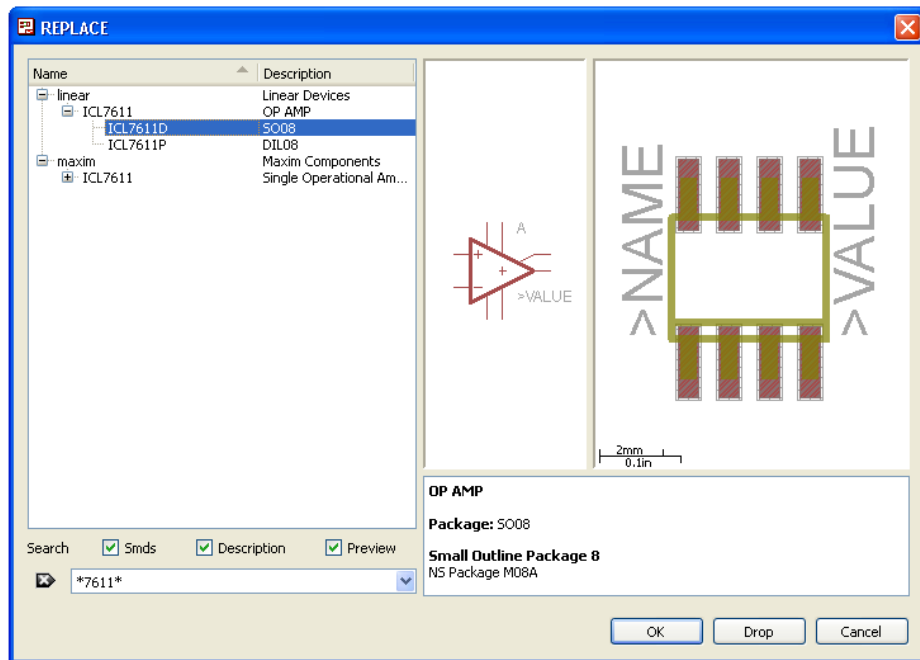 REPLACE
Name Description
linear Linear Devices
ICL7611 OP AMP
ICL7611D SO08
ICL7611P DIL08
maxim Maxim Components
ICL7611 Single Operational Am...
A
>VALUE
>NAME
>VALUE
2mm
0.1in
OP AMP
Package: SO08
Small Outline Package 8
NS Package M08A
Search Smds Description Preview
*7611*
OK Drop Cancel